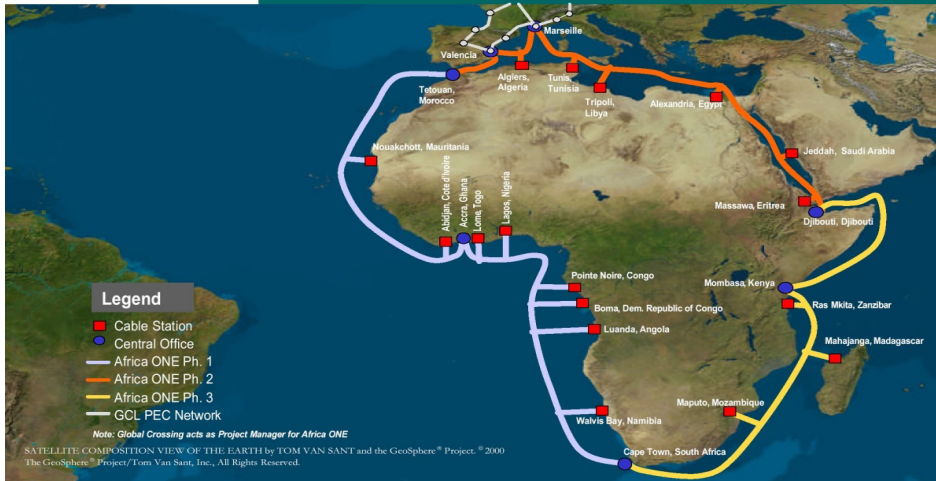 Marseille
Valencia
Tetouan,
Morocco
Algiers,
Algeria
Tunis,
Tunisia
Tripoli,
Libya
Alexandria, Egypt
Nouakchott, Mauritania
Jeddah, Saudi Arabia
Abidjan, Cote d'Ivoire
Accra, Ghana
Lome, Togo
Lagos, Nigeria
Massawa, Eritrea
Djibouti, Djibouti
Pointe Noire, Congo
Mombasa, Kenya
Boma, Dem. Republic of Congo
Ras Mkita, Zanzibar
Luanda, Angola
Mahajanga, Madagascar
Maputo, Mozambique
Walvis Bay, Namibia
Cape Town, South Africa
Legend
Cable Station
Central Office
Africa ONE Ph. 1
Africa ONE Ph. 2
Africa ONE Ph. 3
GCL PEC Network
Note: Global Crossing acts as Project Manager for Africa ONE
SATELLITE COMPOSITION VIEW OF THE EARTH by TOM VAN SANT and the GeoSphere® Project. © 2000
The GeoSphere® Project/Tom Van Sant, Inc., All Rights Reserved.